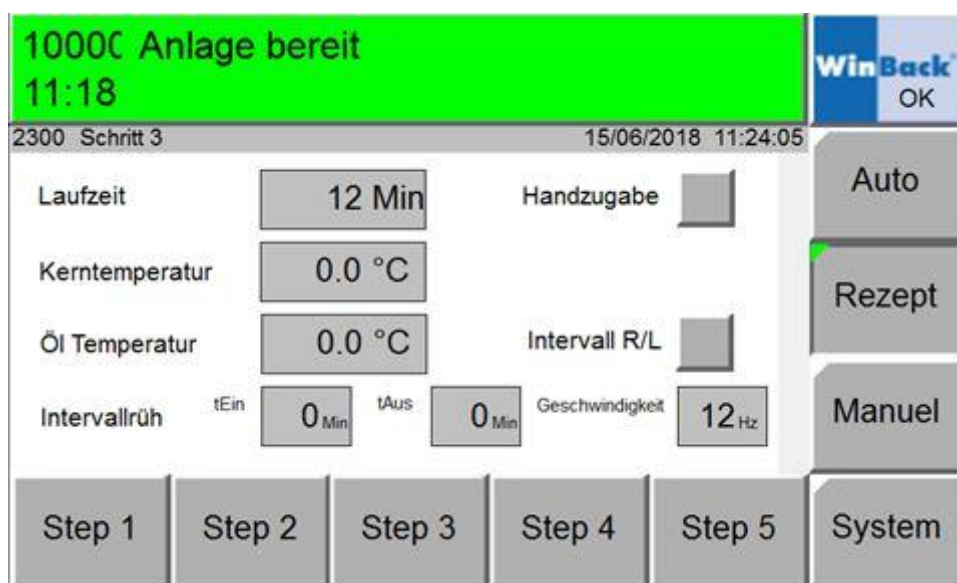 10000 Anlage bereit
11:18
WinBack
OK
2300 Schritt 3 15/06/2018 11:24:05
Laufzeit 12 Min Handzugabe
Kerntemperatur 0.0 °C
Öl Temperatur 0.0 °C Intervall R/L
Intervallrüh tEin 0 Min tAus 0 Min Geschwindigkeit 12 Hz
Auto
Rezept
Manuel
System
Step 1 Step 2 Step 3 Step 4 Step 5